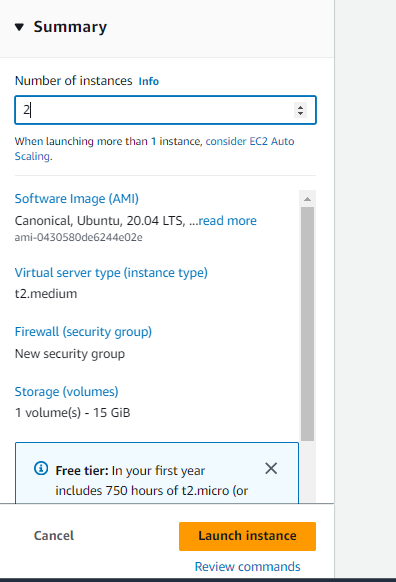 Summary
Number of instances Info
2
When launching more than 1 instance, consider EC2 Auto
Scaling.
Software Image (AMI)
Canonical, Ubuntu, 20.04 LTS, ...read more
ami-0430580de6244e02e
Virtual server type (instance type)
t2.medium
Firewall (security group)
New security group
Storage (volumes)
1 volume(s) - 15 GiB
Free tier: In your first year
includes 750 hours of t2.micro (or
Cancel
Launch instance
Review commands